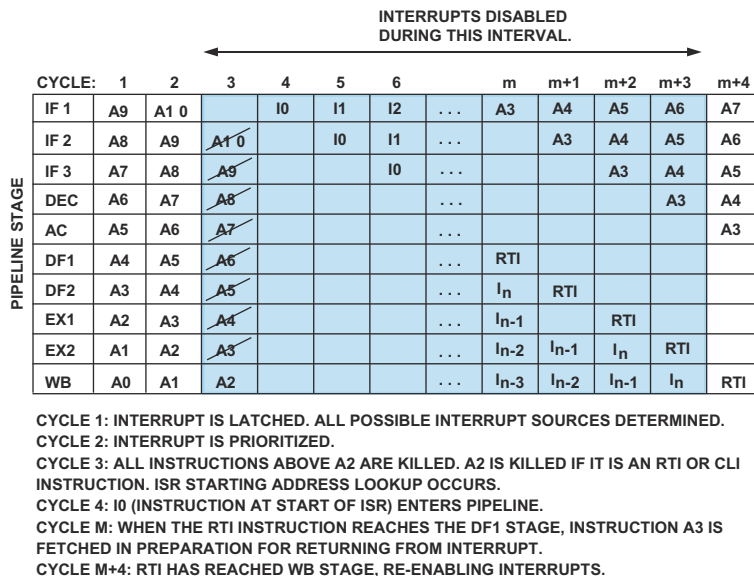 INTERRUPTS DISABLED
DURING THIS INTERVAL.
CYCLE: 1 2 3 4 5 6 m m+1 m+2 m+3 m+4
PIPELINE STAGE
IF 1 A9 A1 0 I0 I1 I2 . . . A3 A4 A5 A6 A7
IF 2 A8 A9 A1 0 I0 I1 . . . A3 A4 A5 A6
IF 3 A7 A8 A9 I0 . . . A3 A4 A5
DEC A6 A7 A8 . . . A3 A4
AC A5 A6 A7 . . . A3
DF1 A4 A5 A6 . . . RTI
DF2 A3 A4 A5 . . . In RTI
EX1 A2 A3 A4 . . . In-1 RTI
EX2 A1 A2 A3 . . . In-2 In-1 In RTI
WB A0 A1 A2 . . . In-3 In-2 In-1 In RTI
CYCLE 1: INTERRUPT IS LATCHED. ALL POSSIBLE INTERRUPT SOURCES DETERMINED.
CYCLE 2: INTERRUPT IS PRIORITIZED.
CYCLE 3: ALL INSTRUCTIONS ABOVE A2 ARE KILLED. A2 IS KILLED IF IT IS AN RTI OR CLI
INSTRUCTION. ISR STARTING ADDRESS LOOKUP OCCURS.
CYCLE 4: I0 (INSTRUCTION AT START OF ISR) ENTERS PIPELINE.
CYCLE M: WHEN THE RTI INSTRUCTION REACHES THE DF1 STAGE, INSTRUCTION A3 IS
FETCHED IN PREPARATION FOR RETURNING FROM INTERRUPT.
CYCLE M+4: RTI HAS REACHED WB STAGE, RE-ENABLING INTERRUPTS.